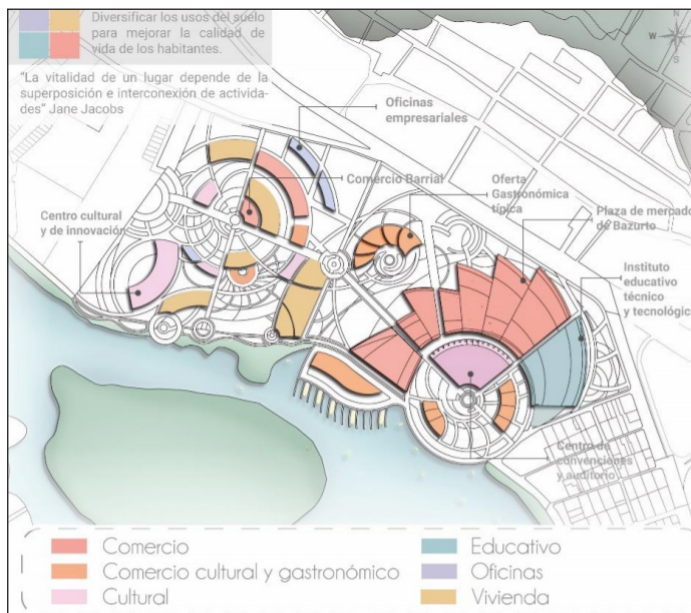 Diversificar los usos del suelo
para mejorar la calidad de
vida de los habitantes.
“La vitalidad de un lugar depende de la
superposición e interconexión de activida-
des” Jane Jacobs
N
W
S
Oficinas
empresariales
Comercio Barrial
Oferta
Gastronómica
típica
Plaza de mercado
de Bazurto
Centro cultural
y de innovación
Instituto
educativo
técnico
y tecnológico
Centro de
convenciones
y auditorio
Comercio
Comercio cultural y gastronómico
Cultural
Educativo
Oficinas
Vivienda